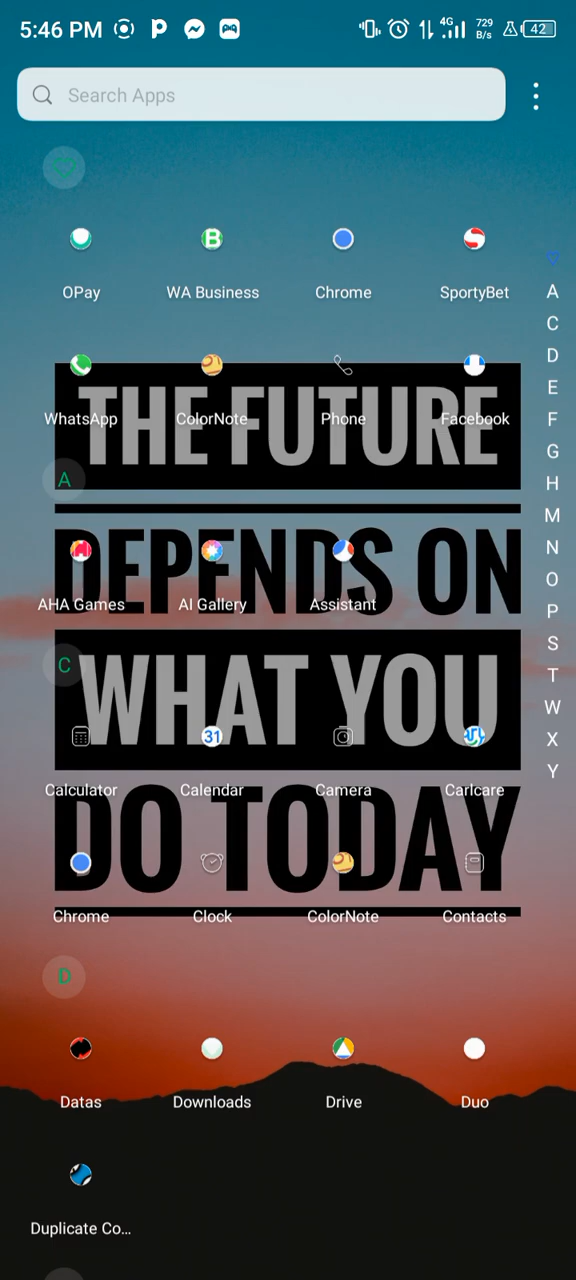 5:46 PM 4G 729 B/s 42
Search Apps
OPay WA Business Chrome SportyBet
A
C
D
E
F
G
H
M
N
O
P
S
T
W
X
Y
THE FUTURE
WhatsApp ColorNote Phone Facebook
A
DEPENDS ON
AHA Games AI Gallery Assistant
C
WHAT YOU
31
Calculator Calendar Camera Carlcare
DO TODAY
Chrome Clock ColorNote Contacts
D
Datas Downloads Drive Duo
Duplicate Co...